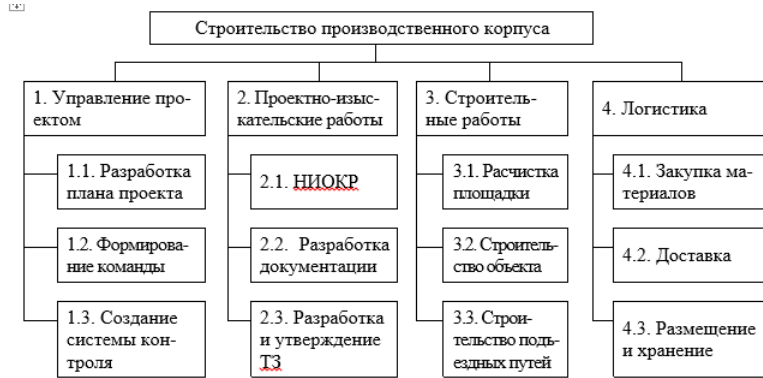 Строительство производственного корпуса
1. Управление про-
ектом
2. Проектно-изыс-
кательские работы
3. Строитель-
ные работы
4. Логистика
1.1. Разработка
плана проекта
2.1. НИОКР
3.1. Расчистка
площадки
4.1. Закупка ма-
териалов
1.2. Формирова-
ние команды
2.2. Разработка
документации
3.2. Строитель-
ство объекта
4.2. Доставка
1.3. Создание
системы кон-
троля
2.3. Разработка
и утверждение
ТЗ
3.3. Строи-
тельство подъ-
ездных путей
4.3. Размещение
и хранение